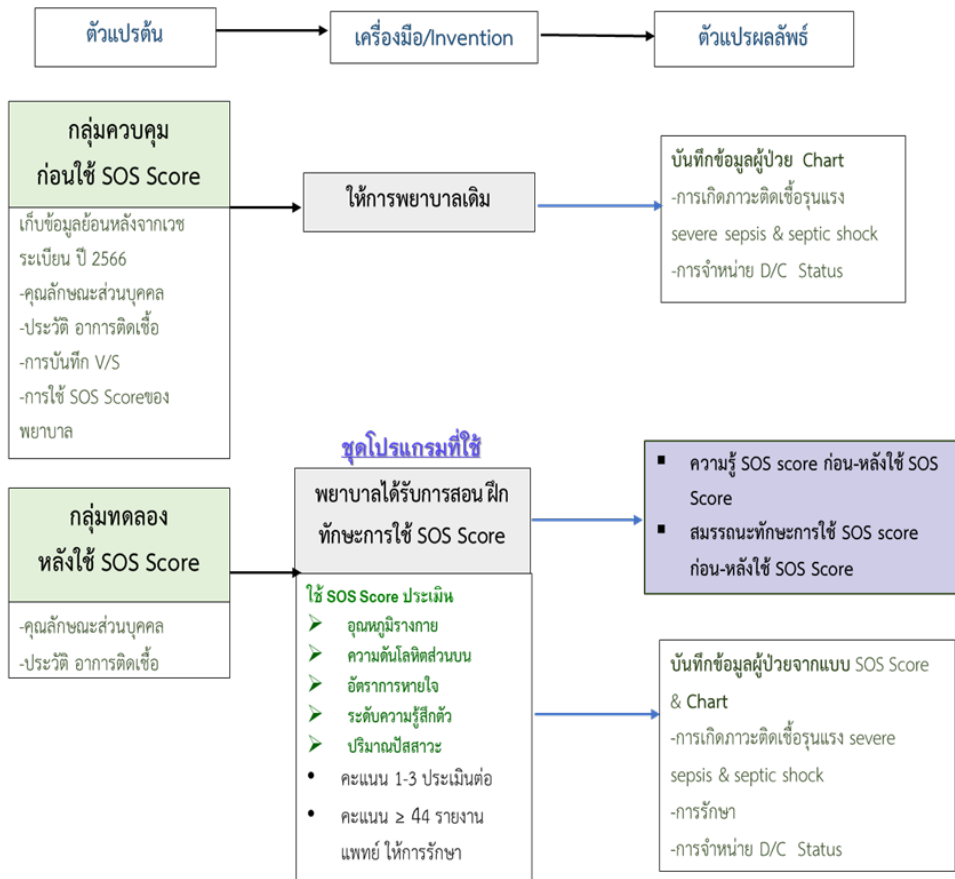 ตัวแปรต้น
เครื่องมือ/Invention
ตัวแปรผลลัพธ์
กลุ่มควบคุม
ก่อนใช้ SOS Score
เก็บข้อมูลย้อนหลังจากเวช
ระเบียน ปี 2566
-คุณลักษณะส่วนบุคคล
-ประวัติ อาการติดเชื้อ
-การบันทึก V/S
-การใช้ SOS Scoreของ
พยาบาล
ให้การพยาบาลเดิม
บันทึกข้อมูลผู้ป่วย Chart
-การเกิดภาวะติดเชื้อรุนแรง
severe sepsis & septic shock
-การจำหน่าย D/C Status
กลุ่มทดลอง
หลังใช้ SOS Score
-คุณลักษณะส่วนบุคคล
-ประวัติ อาการติดเชื้อ
ชุดโปรแกรมที่ใช้
พยาบาลได้รับการสอน ฝึก
ทักษะการใช้ SOS Score
ใช้ SOS Score ประเมิน
➢ อุณหภูมิรางกาย
➢ ความดันโลหิตส่วนบน
➢ อัตราการหายใจ
➢ ระดับความรู้สึกตัว
➢ ปริมาณปัสสาวะ
• คะแนน 1-3 ประเมินต่อ
• คะแนน ≥ 44 รายงาน
แพทย์ ให้การรักษา
▪ ความรู้ SOS score ก่อน-หลังใช้ SOS
Score
▪ สมรรถนะทักษะการใช้ SOS score
ก่อน-หลังใช้ SOS Score
บันทึกข้อมูลผู้ป่วยจากแบบ SOS Score
& Chart
-การเกิดภาวะติดเชื้อรุนแรง severe
sepsis & septic shock
-การรักษา
-การจำหน่าย D/C Status